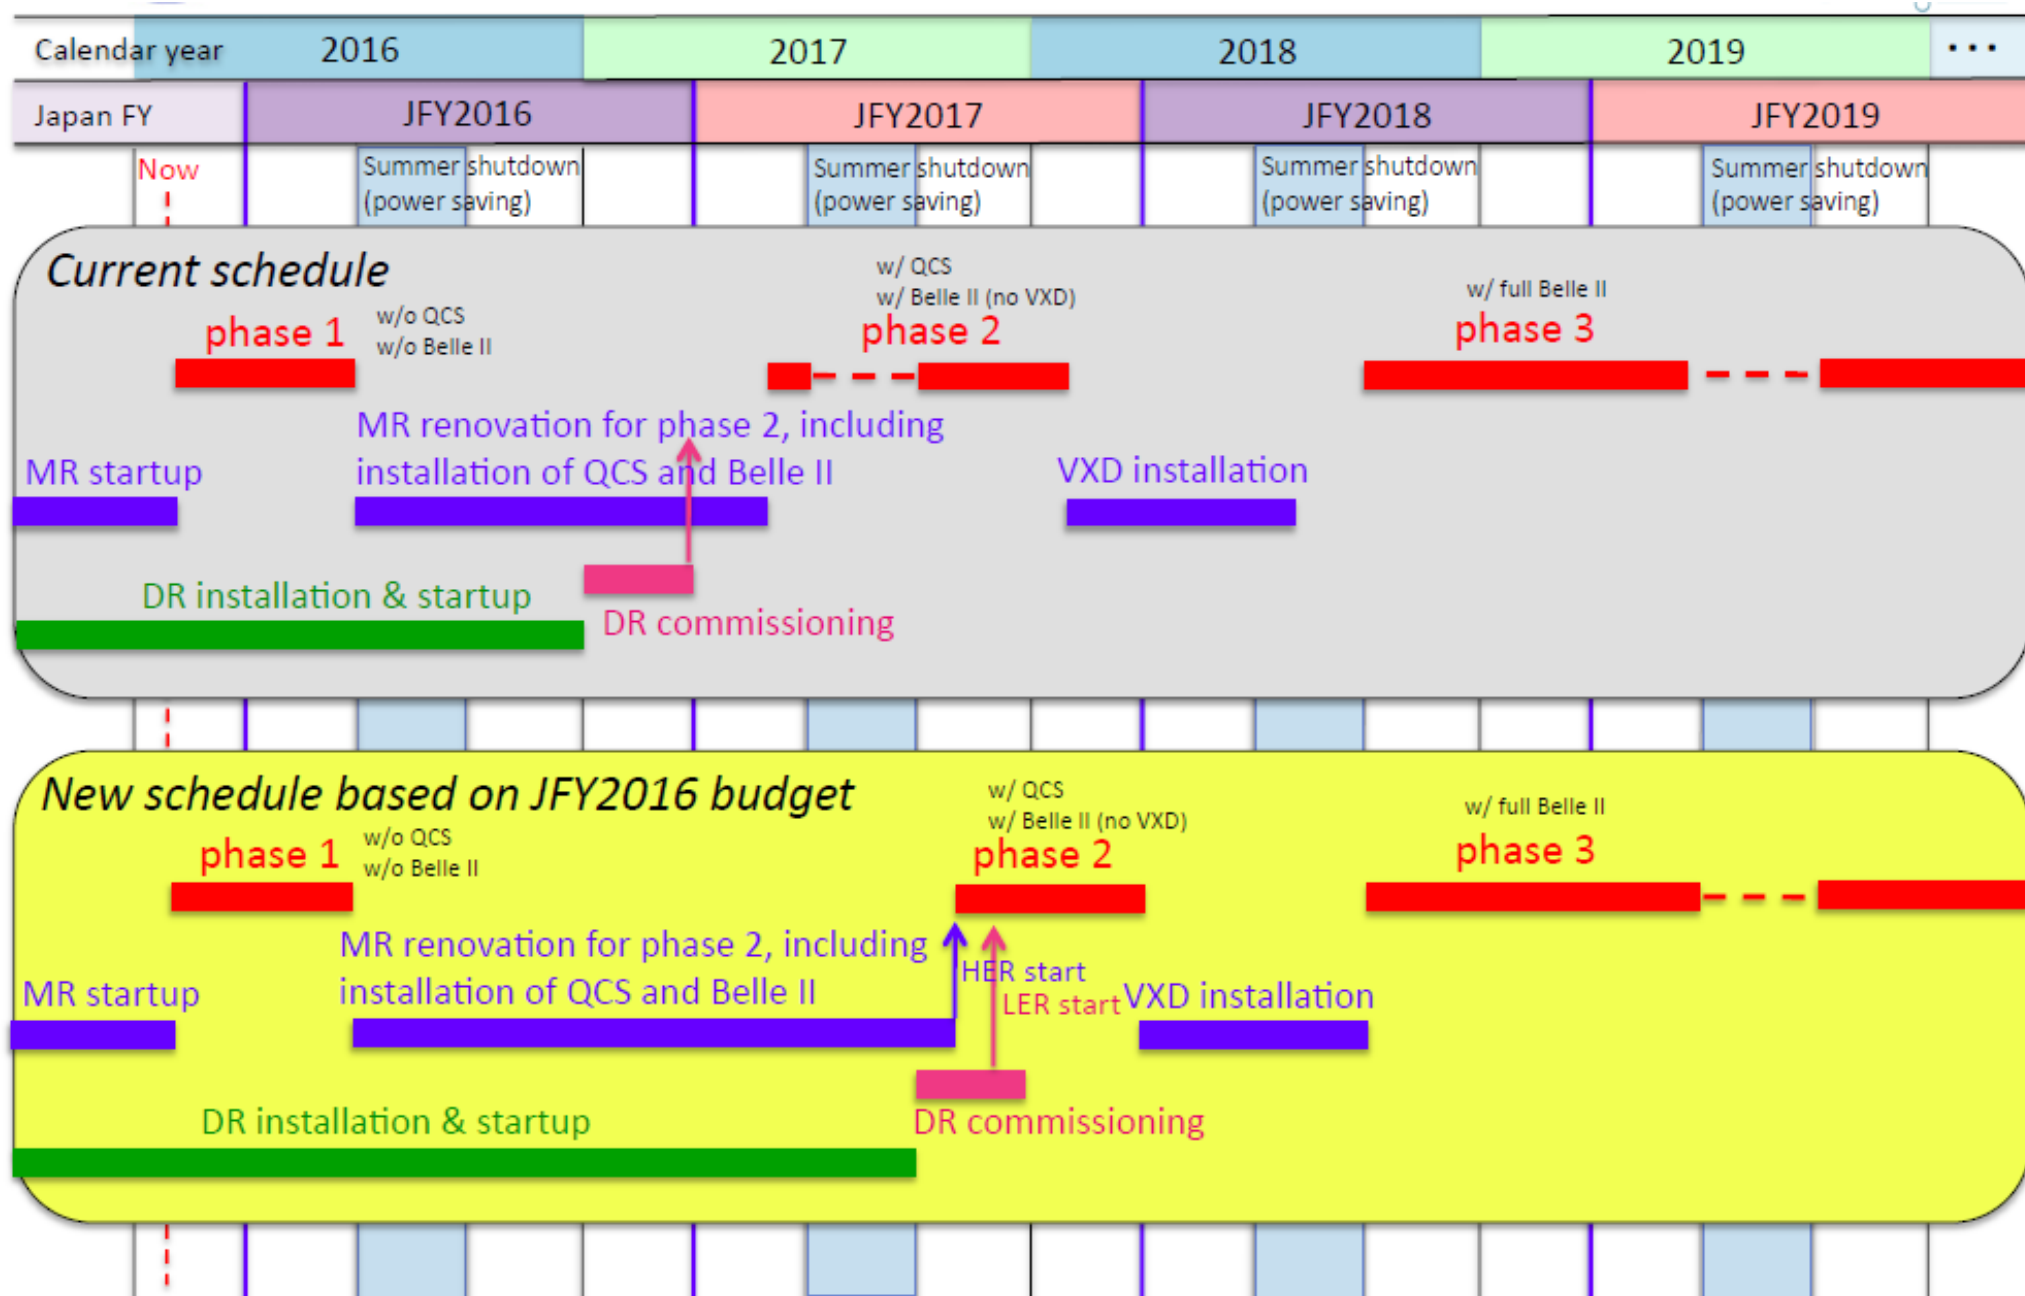 Calendar year 2016 2017 2018 2019 ...
Japan FY JFY2016 JFY2017 JFY2018 JFY2019
Now
Summer shutdown
(power saving)
Summer shutdown
(power saving)
Summer shutdown
(power saving)
Summer shutdown
(power saving)
Current schedule
phase 1
w/o QCS
w/o Belle II
w/ QCS
w/ Belle II (no VXD)
phase 2
w/ full Belle II
phase 3
MR startup
MR renovation for phase 2, including
installation of QCS and Belle II
VXD installation
DR installation & startup
DR commissioning
New schedule based on JFY2016 budget
phase 1
w/o QCS
w/o Belle II
w/ QCS
w/ Belle II (no VXD)
phase 2
w/ full Belle II
phase 3
MR startup
MR renovation for phase 2, including
installation of QCS and Belle II
HER start
LER start
VXD installation
DR installation & startup
DR commissioning